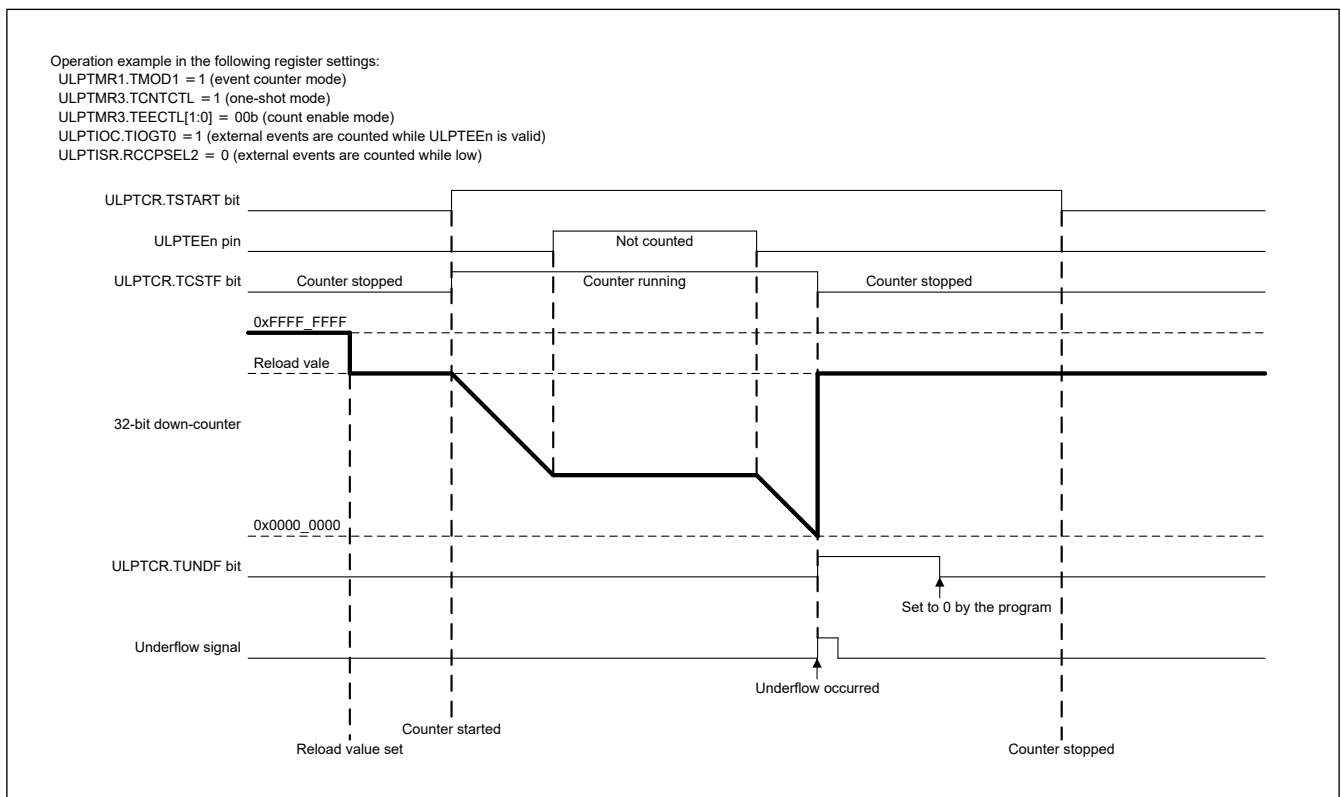 Operation example in the following register settings:
ULPTMR1.TMOD1 = 1 (event counter mode)
ULPTMR3.TCNTCTL = 1 (one-shot mode)
ULPTMR3.TEECTL[1:0] = 00b (count enable mode)
ULPTIOC.TIOGT0 = 1 (external events are counted while ULPTEEn is valid)
ULPTISR.RCCPSEL2 = 0 (external events are counted while low)
ULPTCR.TSTART bit
ULPTEEn pin
Not counted
ULPTCR.TCSTF bit
Counter stopped
Counter running
Counter stopped
0xFFFF_FFFF
Reload vale
32-bit down-counter
0x0000_0000
ULPTCR.TUNDF bit
Set to 0 by the program
Underflow signal
Underflow occurred
Counter started
Reload value set
Counter stopped